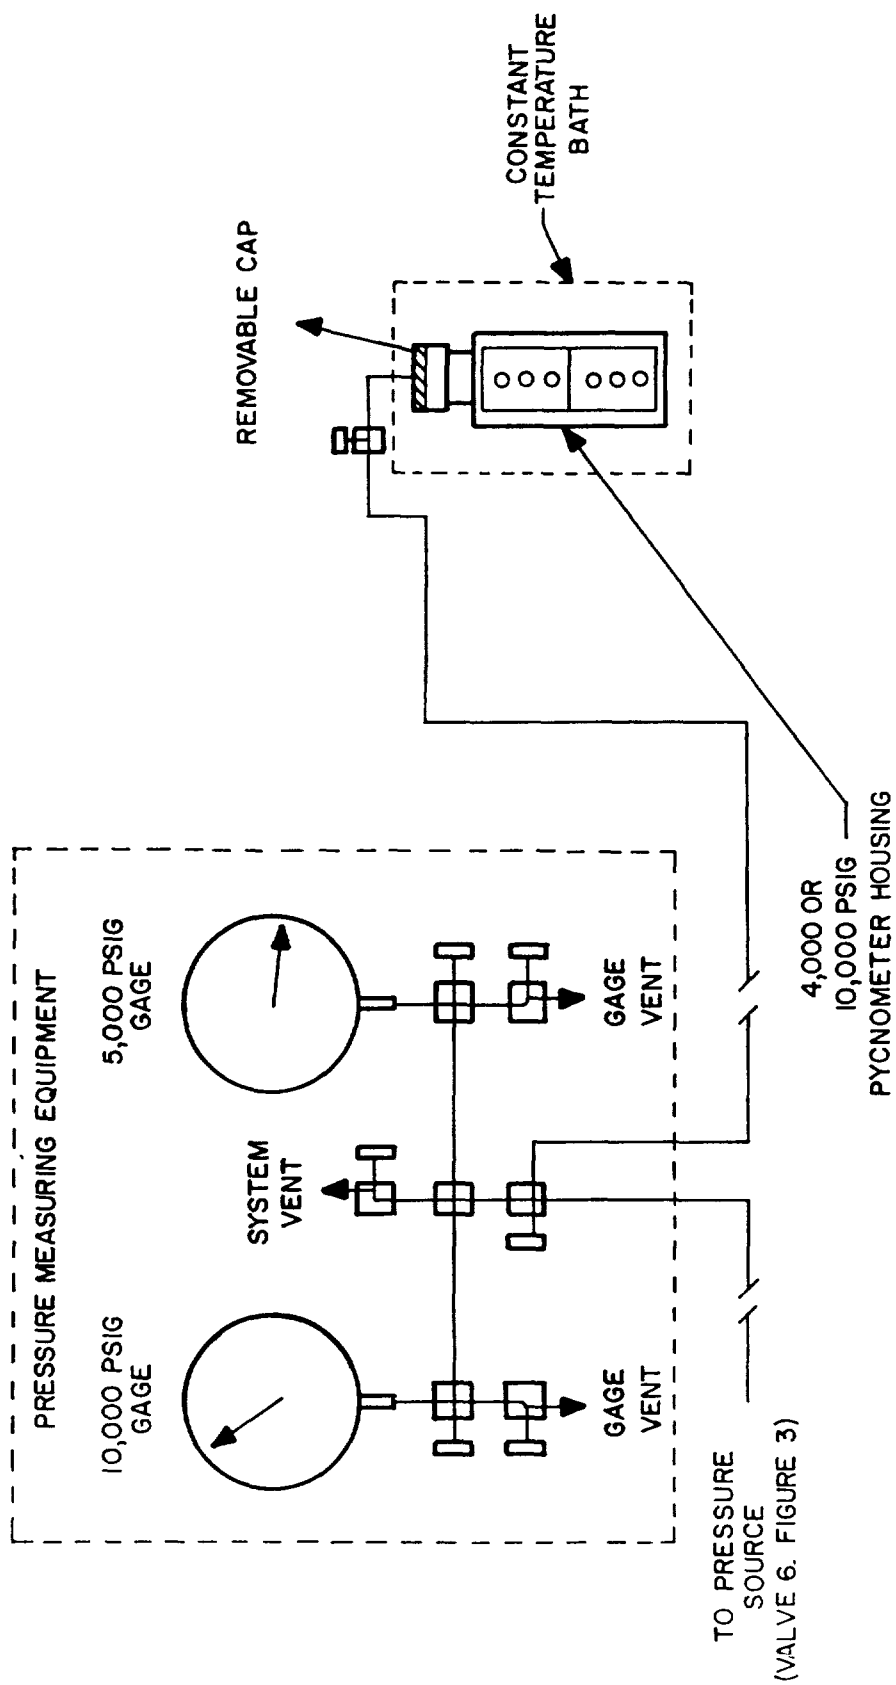 PRESSURE MEASURING EQUIPMENT
10,000 PSIG
GAGE
SYSTEM
VENT
5,000 PSIG
GAGE
GAGE
VENT
GAGE
VENT
TO PRESSURE
SOURCE
(VALVE 6. FIGURE 3)
REMOVABLE CAP
CONSTANT
TEMPERATURE
BATH
4,000 OR
10,000 PSIG
PYCNOMETER HOUSING